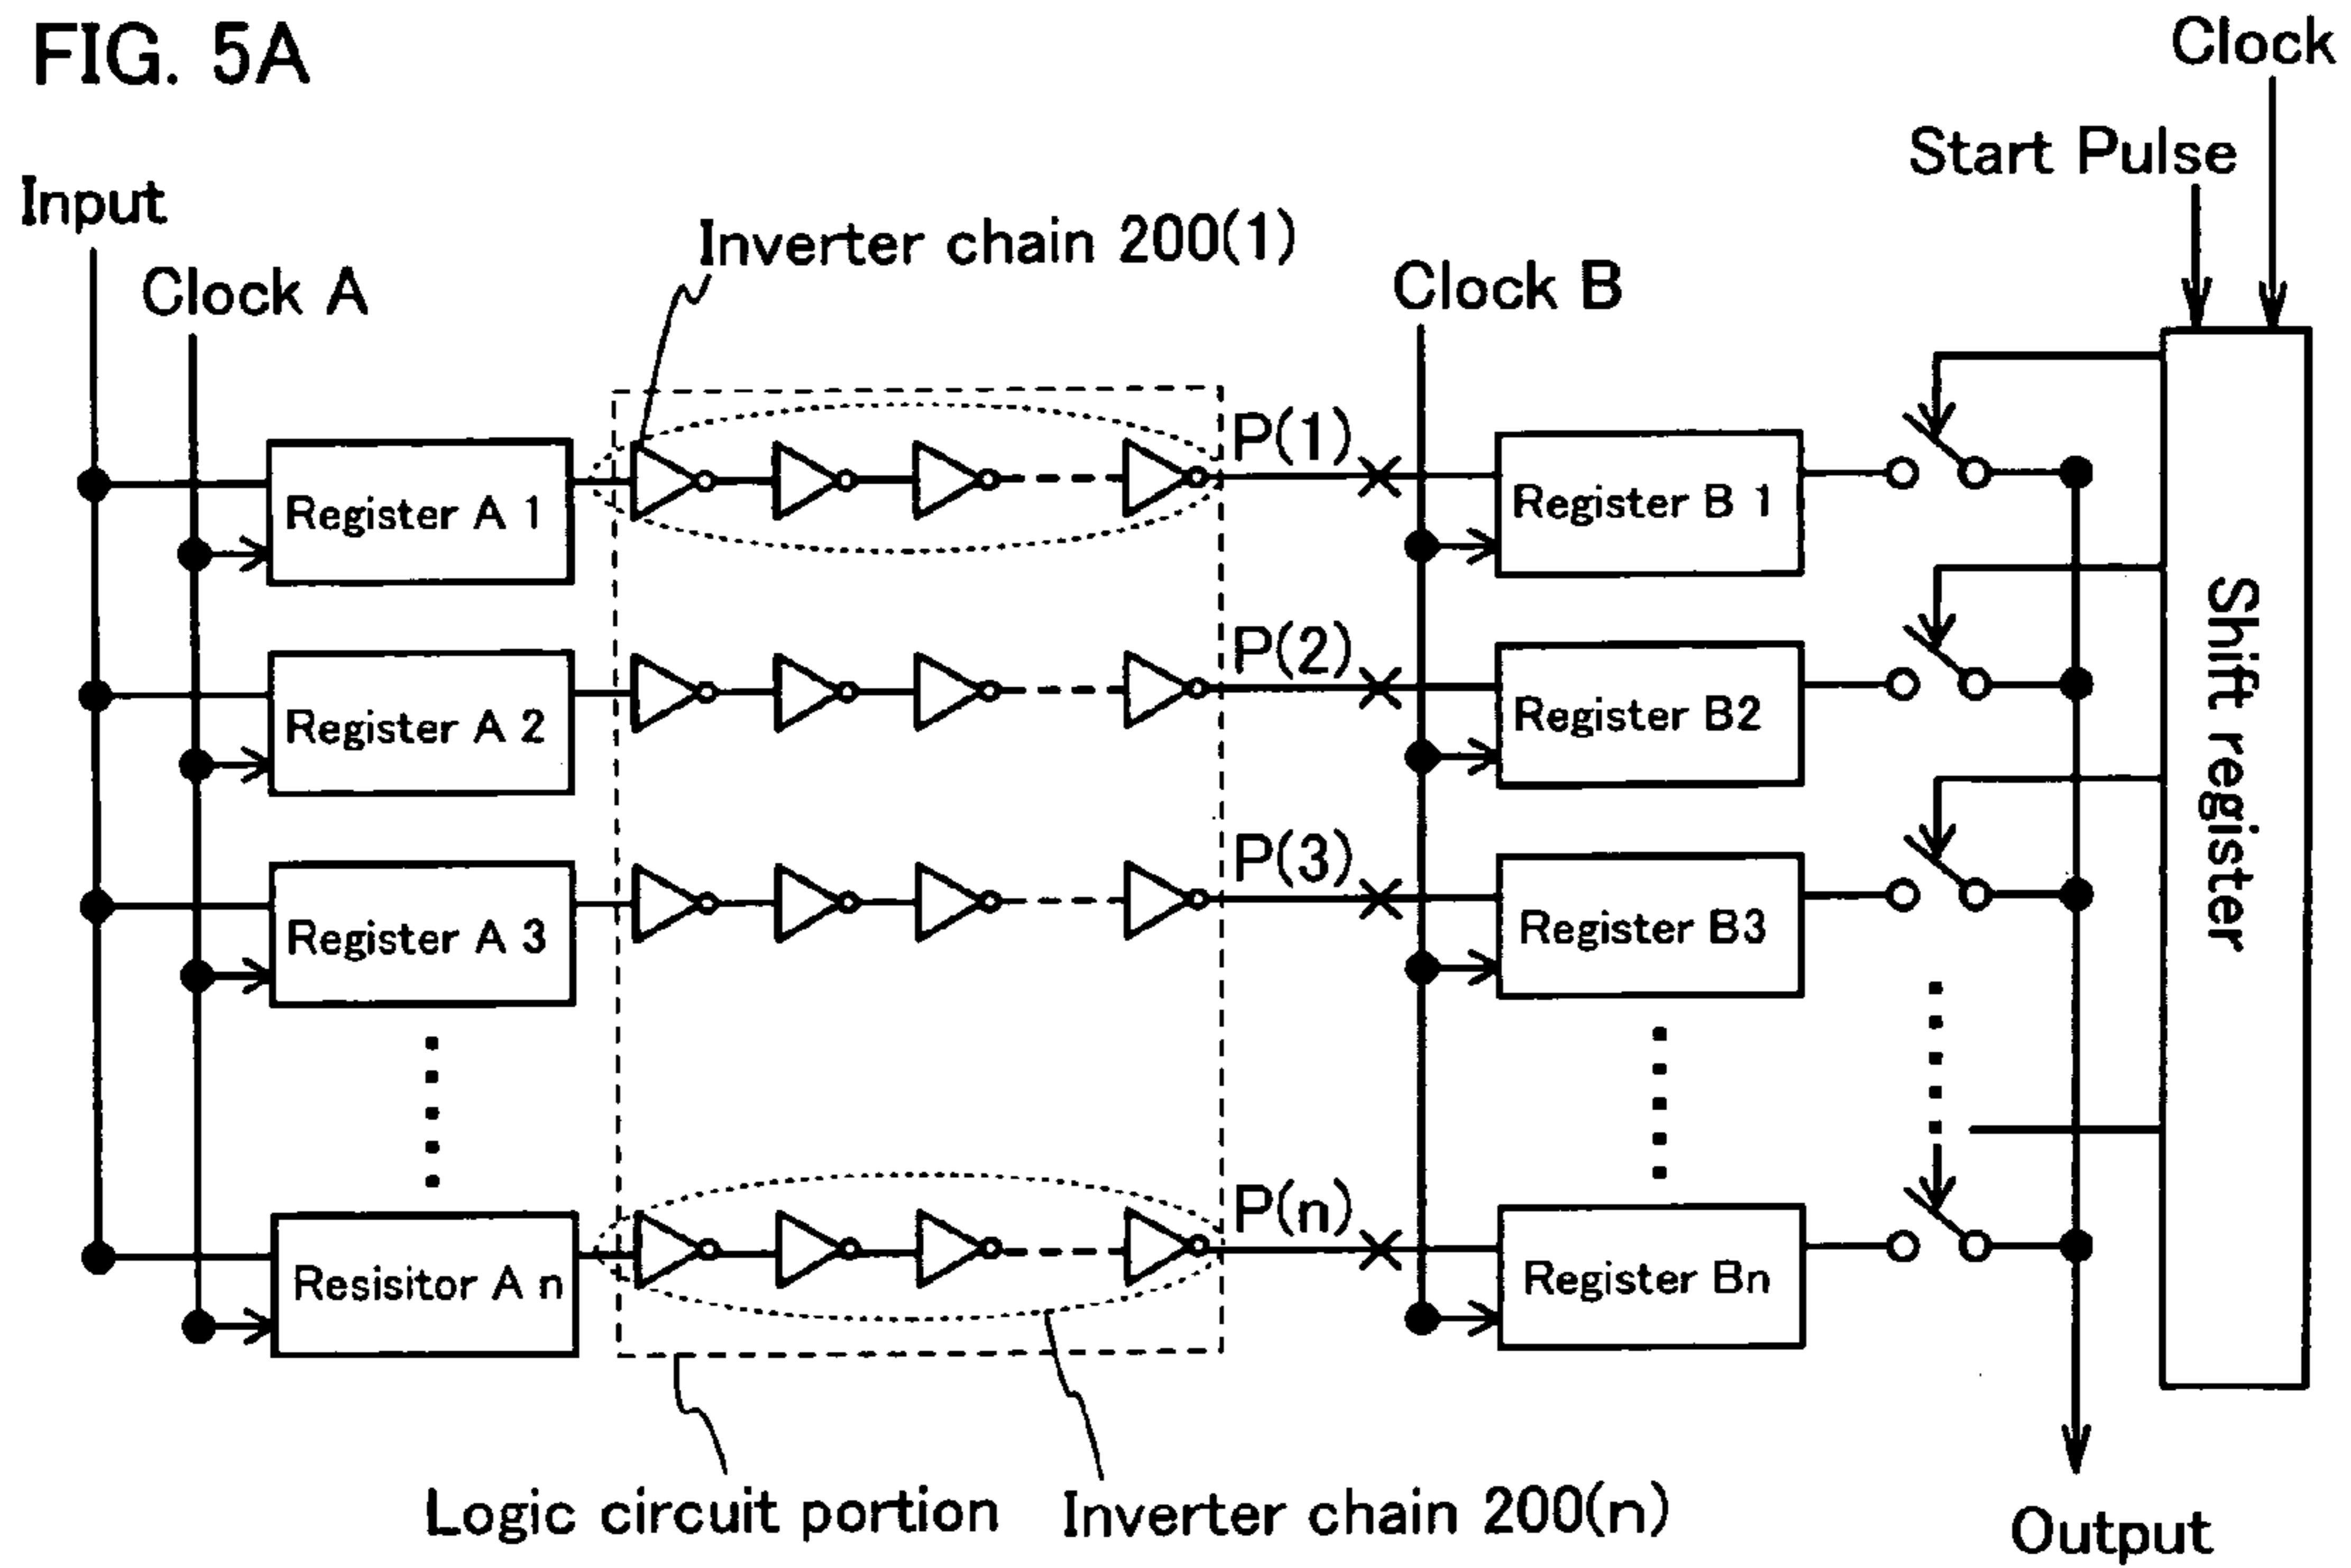 FIG. 5A
Clock
Start Pulse
Input
Inverter chain 200(1)
Clock A
Clock B
P(1)
Register A 1
Register B 1
P(2)
Register A 2
Register B2
P(3)
Register A 3
Register B3
Shift register
P(n)
Resisitor A n
Register Bn
Logic circuit portion
Inverter chain 200(n)
Output